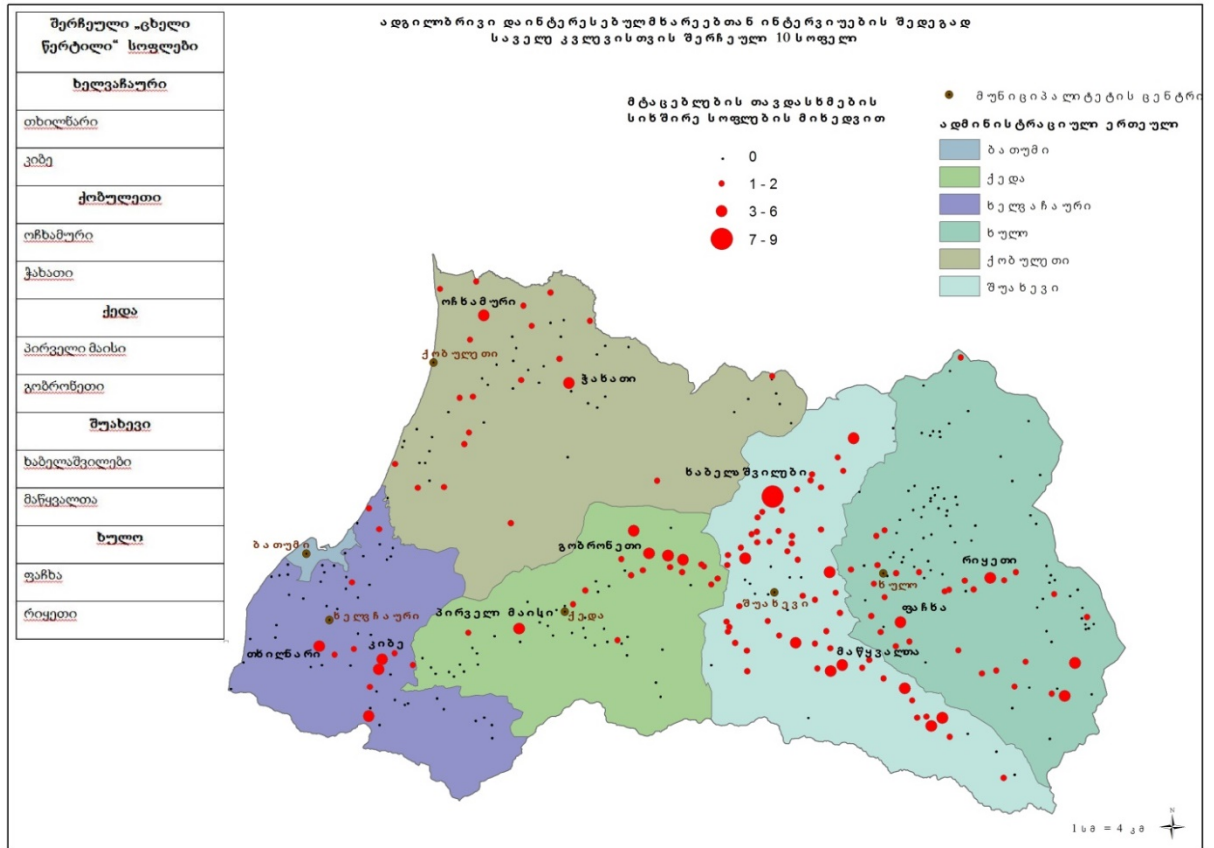 შერჩეული „ცხელი
წერტილი“ სოფლები
ხელვაჩაური
თხილნარი
კიბე
ქობულეთი
ოჩხამური
ჭახათი
ქედა
პირველი მაისი
გობრონეთი
შუახევი
ხაბელაშვილები
მაწყვალთა
ხულო
ფაჩხა
რიყეთი
ადგილობრივი დაინტერესებულმხარეებთან ინტერვიუების შედეგად
საველე კვლევისთვის შერჩეული 10 სოფელი
მტაცებლების თავდასხმების
სიხშირე სოფლების მიხედვით
0
1 - 2
3 - 6
7 - 9
მუნიციპალიტეტის ცენტრი
ადმინისტრაციული ერთეული
ბათუმი
ქედა
ხელვაჩაური
ხულო
ქობულეთი
შუახევი
ოჩხამური
ქობულეთი
ჭახათი
ხაბელაშვილები
გობრონეთი
ბათუმი
რიყეთი
ხულო
შუახევი
ფაჩხა
პირველი მაისი
ქედა
ხელვაჩაური
კიბე
თხილნარი
მაწყვალთა
N
1 სმ = 4 კმ